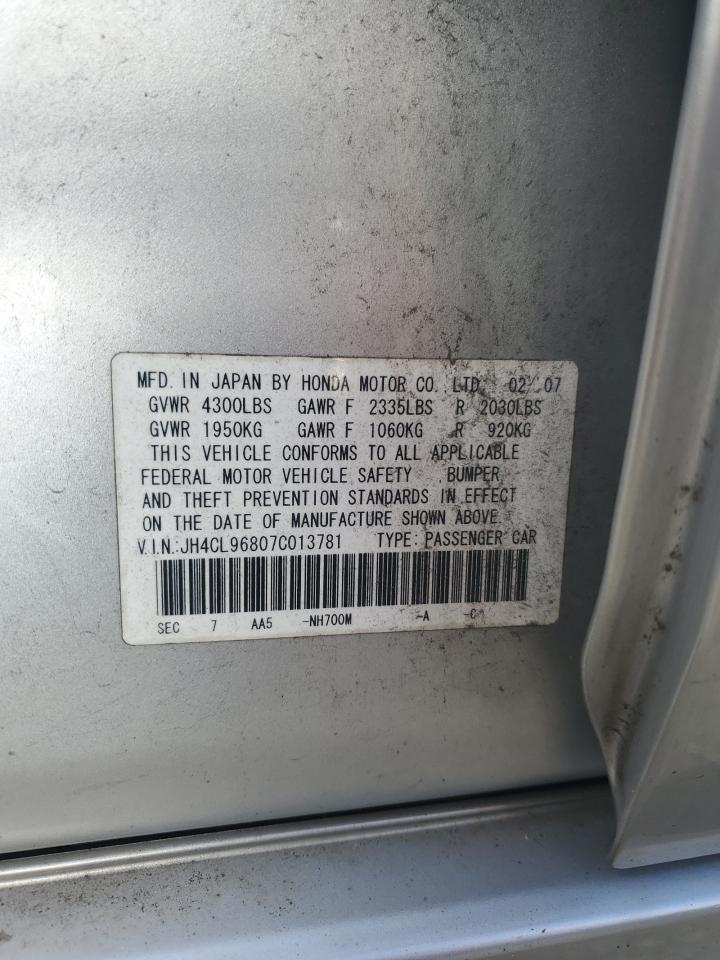 MFD. IN JAPAN BY HONDA MOTOR CO. LTD. 02/07
GVWR 4300LBS GAWR F 2335LBS R 2030LBS
GVWR 1950KG GAWR F 1060KG R 920KG
THIS VEHICLE CONFORMS TO ALL APPLICABLE
FEDERAL MOTOR VEHICLE SAFETY, BUMPER,
AND THEFT PREVENTION STANDARDS IN EFFECT
ON THE DATE OF MANUFACTURE SHOWN ABOVE.
V.I.N.:JH4CL96807C013781 TYPE: PASSENGER CAR
SEC 7 AA5 -NH700M -A -C